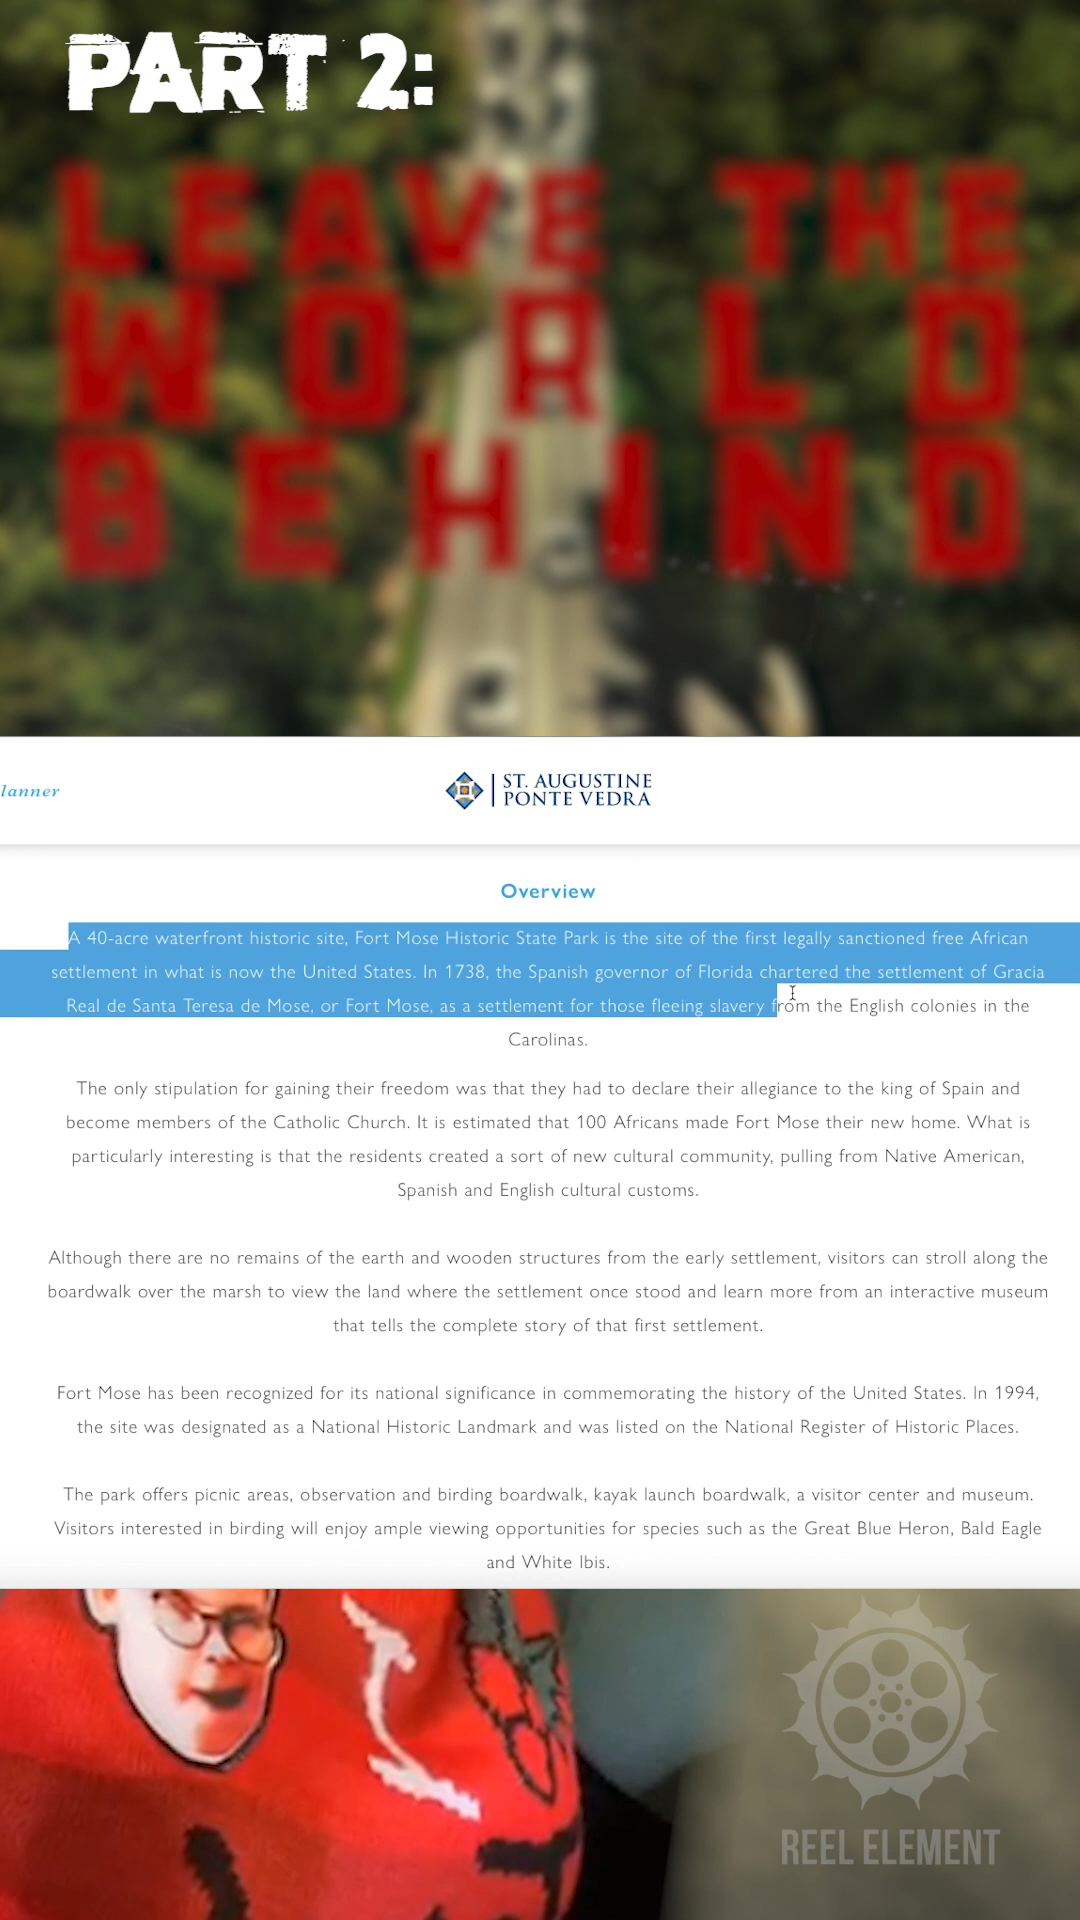 PART 2:
LEAVE THE
WORLD
BEHIND
lanner
ST. AUGUSTINE
PONTE VEDRA
Overview
A 40-acre waterfront historic site, Fort Mose Historic State Park is the site of the first legally sanctioned free African
settlement in what is now the United States. In 1738, the Spanish governor of Florida chartered the settlement of Gracia
Real de Santa Teresa de Mose, or Fort Mose, as a settlement for those fleeing slavery from the English colonies in the
Carolinas.
The only stipulation for gaining their freedom was that they had to declare their allegiance to the king of Spain and
become members of the Catholic Church. It is estimated that 100 Africans made Fort Mose their new home. What is
particularly interesting is that the residents created a sort of new cultural community, pulling from Native American,
Spanish and English cultural customs.
Although there are no remains of the earth and wooden structures from the early settlement, visitors can stroll along the
boardwalk over the marsh to view the land where the settlement once stood and learn more from an interactive museum
that tells the complete story of that first settlement.
Fort Mose has been recognized for its national significance in commemorating the history of the United States. In 1994,
the site was designated as a National Historic Landmark and was listed on the National Register of Historic Places.
The park offers picnic areas, observation and birding boardwalk, kayak launch boardwalk, a visitor center and museum.
Visitors interested in birding will enjoy ample viewing opportunities for species such as the Great Blue Heron, Bald Eagle
and White Ibis.
REEL ELEMENT